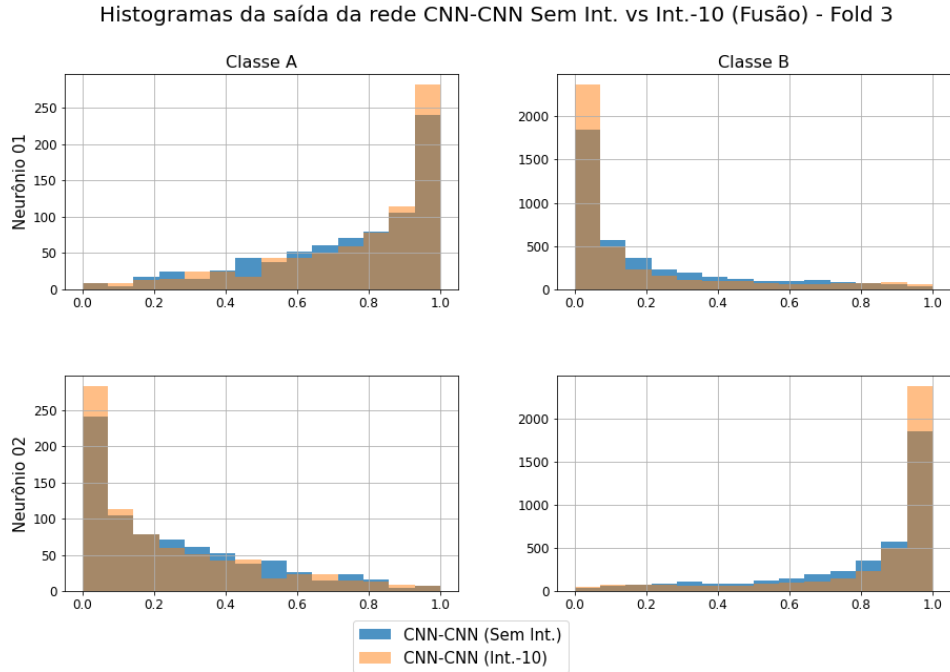 Histogramas da saída da rede CNN-CNN Sem Int. vs Int.-10 (Fusão) - Fold 3
Classe A
Neurônio 01
250
200
150
100
50
0
0.0 0.2 0.4 0.6 0.8 1.0
Classe B
2000
1500
1000
500
0
0.0 0.2 0.4 0.6 0.8 1.0
Neurônio 02
250
200
150
100
50
0
0.0 0.2 0.4 0.6 0.8 1.0
2000
1500
1000
500
0
0.0 0.2 0.4 0.6 0.8 1.0
CNN-CNN (Sem Int.)
CNN-CNN (Int.-10)